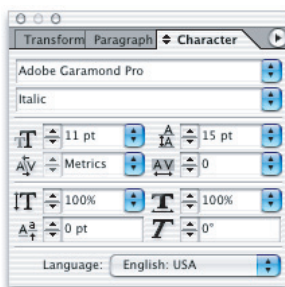 Transform Paragraph Character
Adobe Garamond Pro
Italic
11 pt 15 pt
Metrics 0
100% 100%
0 pt 0°
Language: English: USA